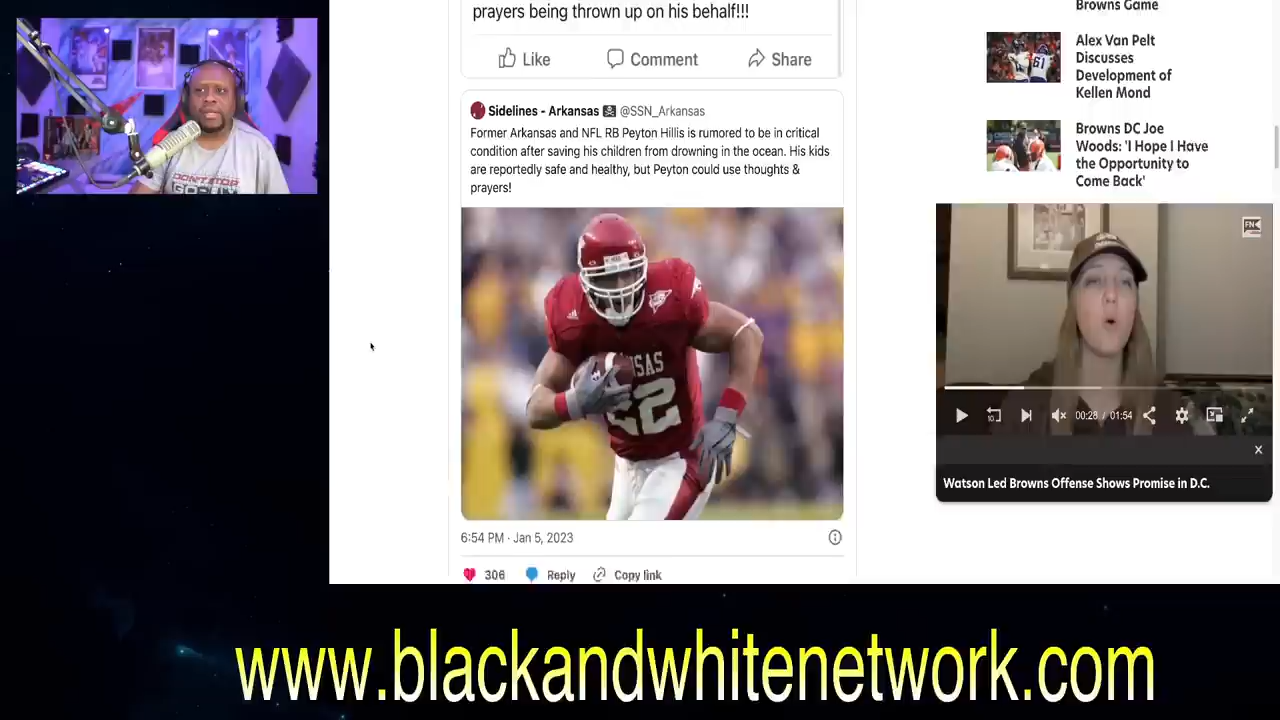 prayers being thrown up on his behalf!!!
Like Comment Share
Sidelines - Arkansas @SSN_Arkansas
Former Arkansas and NFL RB Peyton Hillis is rumored to be in critical
condition after saving his children from drowning in the ocean. His kids
are reportedly safe and healthy, but Peyton could use thoughts &
prayers!
22
6:54 PM · Jan 5, 2023
306 Reply Copy link
Browns Game
Alex Van Pelt
Discusses
Development of
Kellen Mond
Browns DC Joe
Woods: 'I Hope I Have
the Opportunity to
Come Back'
FN
10
00:28 / 01:54
Watson Led Browns Offense Shows Promise in D.C.
www.blackandwhitenetwork.com